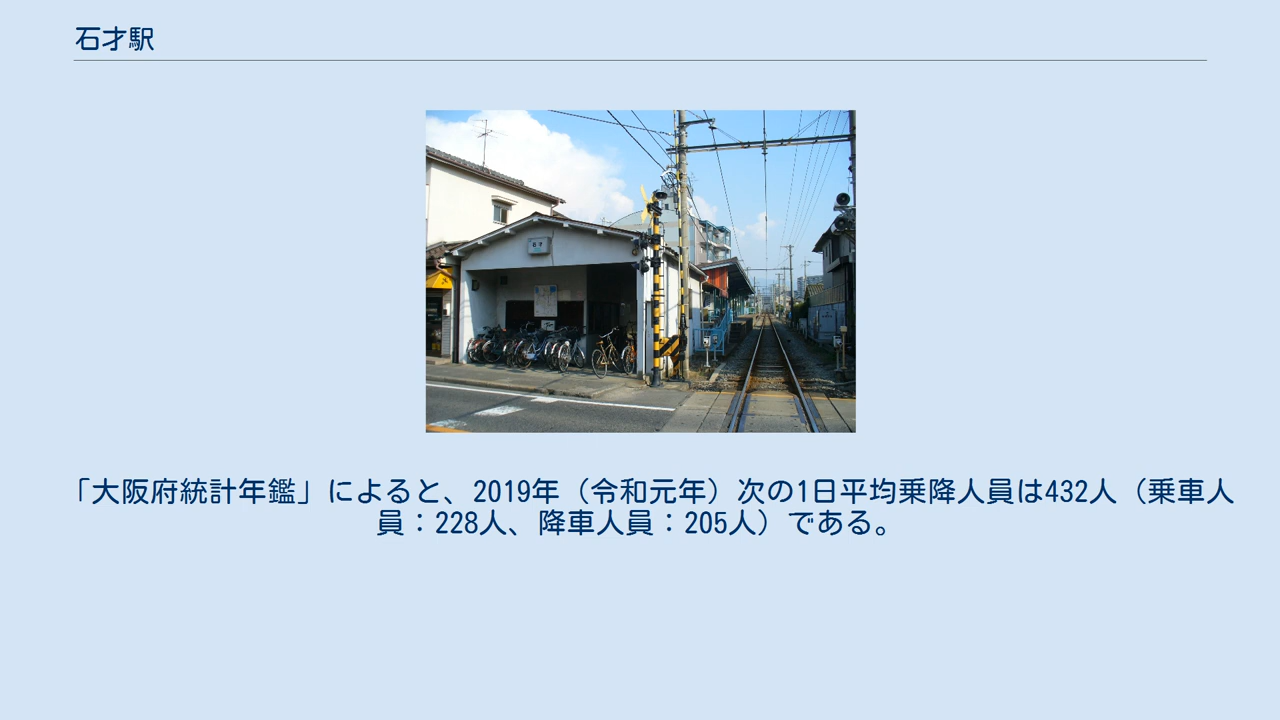 石才駅
「大阪府統計年鑑」によると、2019年（令和元年）次の1日平均乗降人員は432人（乗車人
員：228人、降車人員：205人）である。